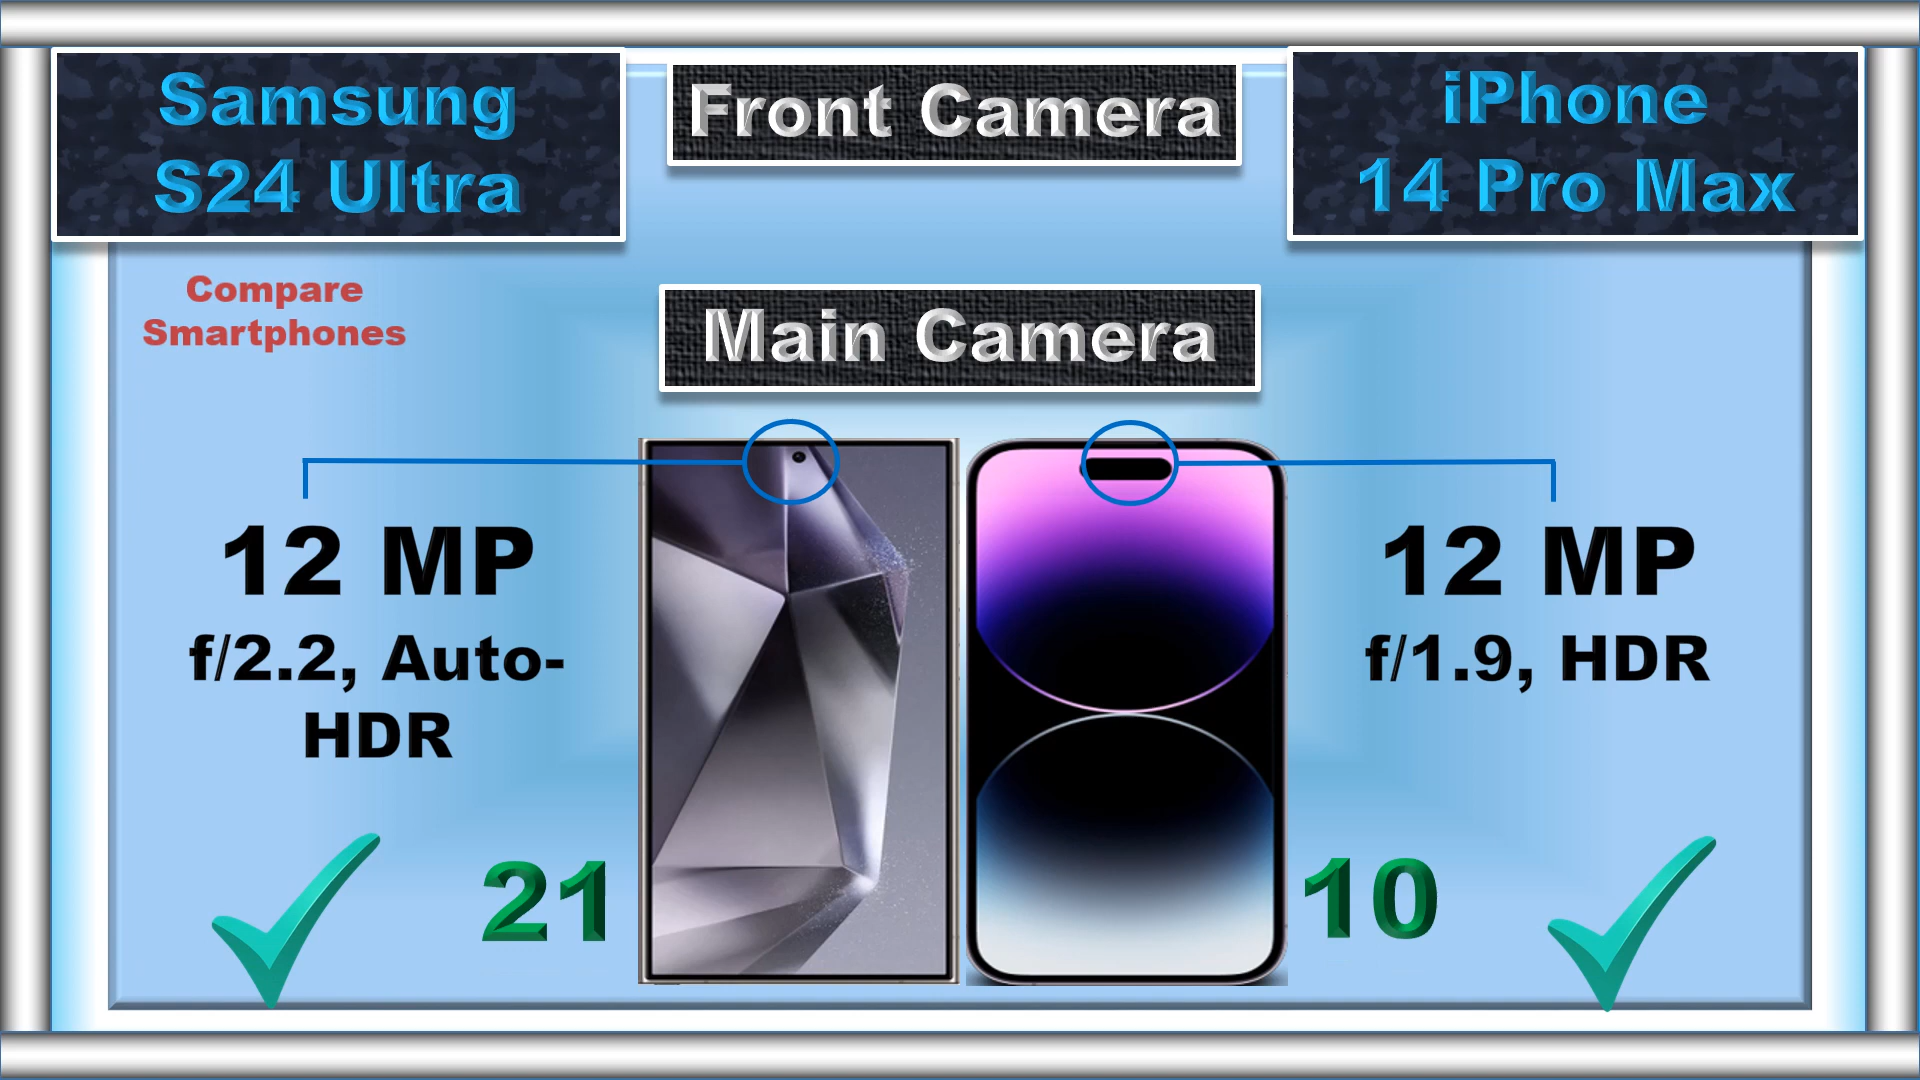 Samsung
S24 Ultra
Front Camera
iPhone
14 Pro Max
Compare
Smartphones
Main Camera
12 MP
f/2.2, Auto-
HDR
12 MP
f/1.9, HDR
21
10